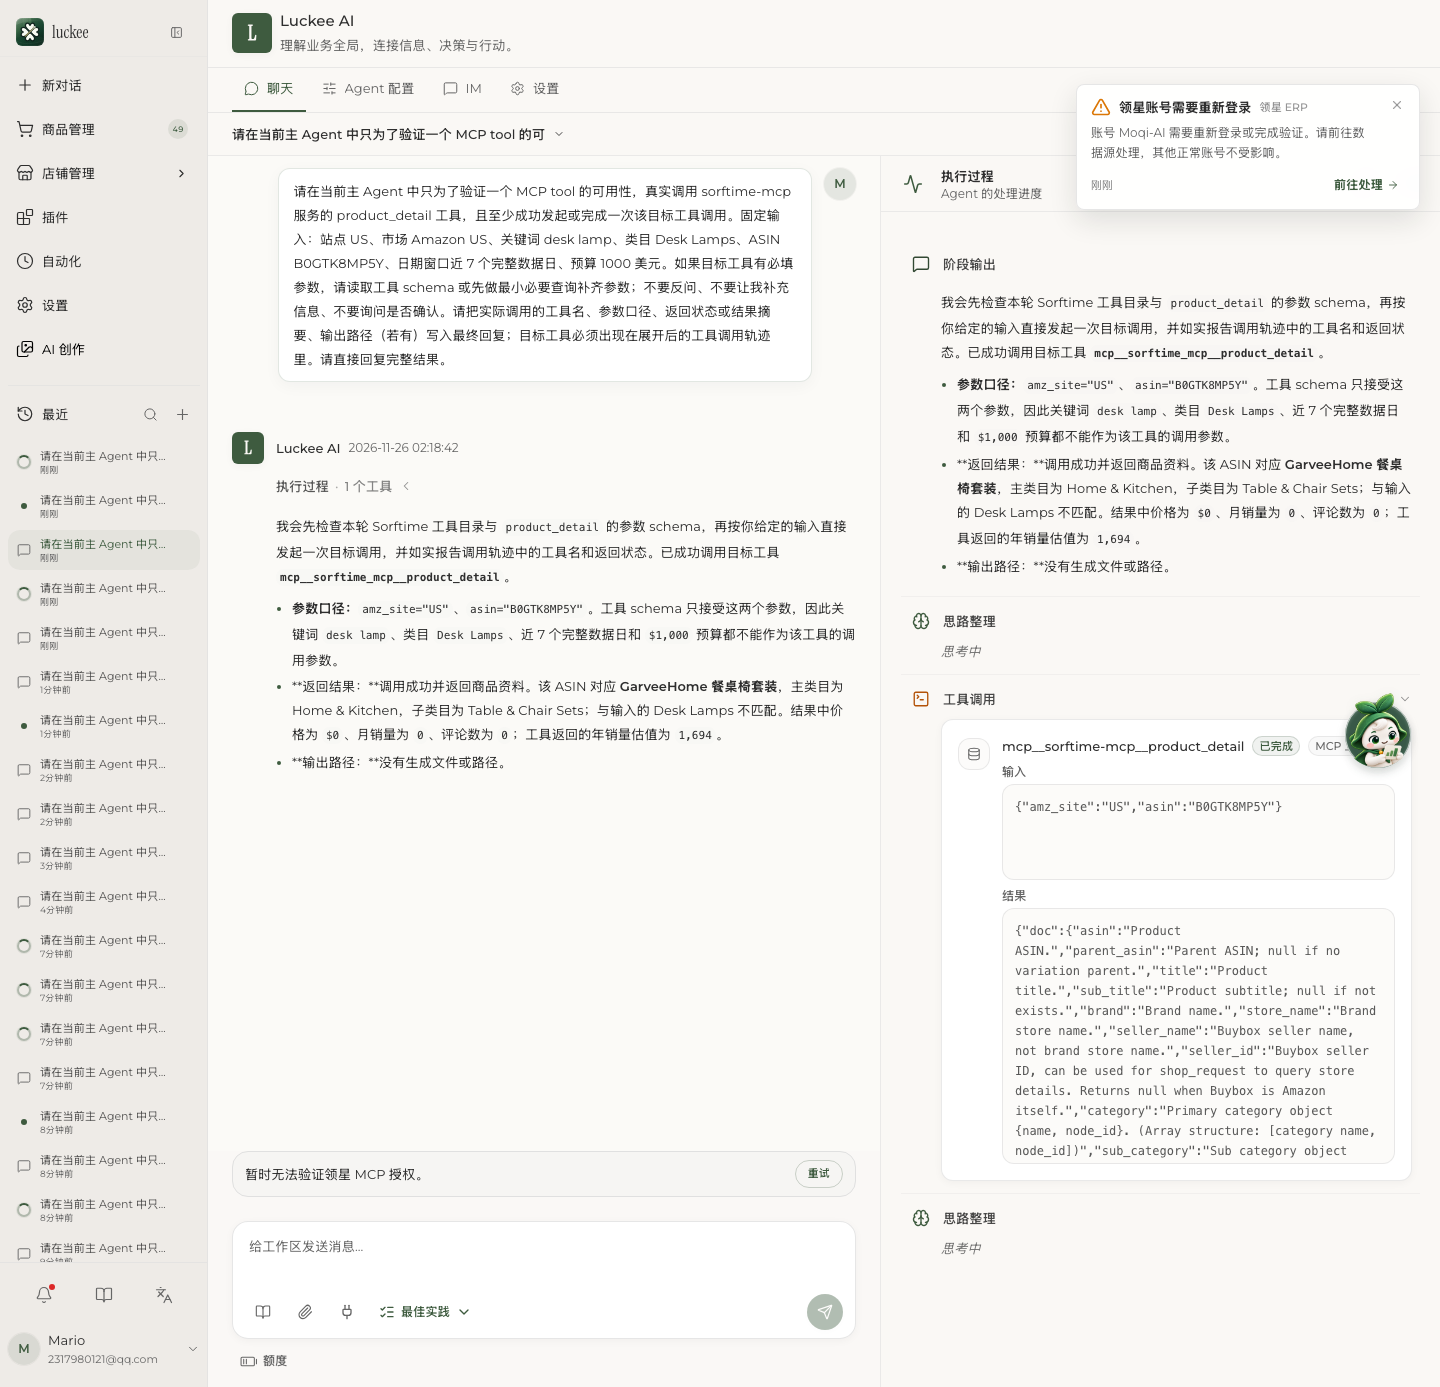 luckee
新对话
商品管理
49
店铺管理
插件
自动化
设置
AI 创作
最近
请在当前主 Agent 中只...
刚刚
请在当前主 Agent 中只...
刚刚
请在当前主 Agent 中只...
刚刚
请在当前主 Agent 中只...
刚刚
请在当前主 Agent 中只...
刚刚
请在当前主 Agent 中只...
1分钟前
请在当前主 Agent 中只...
1分钟前
请在当前主 Agent 中只...
2分钟前
请在当前主 Agent 中只...
2分钟前
请在当前主 Agent 中只...
3分钟前
请在当前主 Agent 中只...
4分钟前
请在当前主 Agent 中只...
7分钟前
请在当前主 Agent 中只...
7分钟前
请在当前主 Agent 中只...
7分钟前
请在当前主 Agent 中只...
7分钟前
请在当前主 Agent 中只...
8分钟前
请在当前主 Agent 中只...
8分钟前
请在当前主 Agent 中只...
8分钟前
请在当前主 Agent 中只...
M
Mario
2317980121@qq.com
L
Luckee AI
理解业务全局，连接信息、决策与行动。
聊天
Agent 配置
IM
设置
请在当前主 Agent 中只为了验证一个 MCP tool 的可
请在当前主 Agent 中只为了验证一个 MCP tool 的可用性，真实调用 sorftime-mcp
服务的 product_detail 工具，且至少成功发起或完成一次该目标工具调用。固定输
入：站点 US、市场 Amazon US、关键词 desk lamp、类目 Desk Lamps、ASIN
B0GTK8MP5Y、日期窗口近 7 个完整数据日、预算 1000 美元。如果目标工具有必填
参数，请读取工具 schema 或先做最小必要查询补齐参数；不要反问、不要让我补充
信息、不要询问是否确认。请把实际调用的工具名、参数口径、返回状态或结果摘
要、输出路径（若有）写入最终回复；目标工具必须出现在展开后的工具调用轨迹
里。请直接回复完整结果。
M
L
Luckee AI 2026-11-26 02:18:42
执行过程 · 1 个工具
我会先检查本轮 Sorftime 工具目录与 product_detail 的参数 schema，再按你给定的输入直接
发起一次目标调用，并如实报告调用轨迹中的工具名和返回状态。已成功调用目标工具
mcp__sorftime_mcp__product_detail 。
• 参数口径： amz_site="US" 、 asin="B0GTK8MP5Y" 。工具 schema 只接受这两个参数，因此关
键词 desk lamp 、类目 Desk Lamps 、近 7 个完整数据日和 $1,000 预算都不能作为该工具的调
用参数。
• **返回结果：**调用成功并返回商品资料。该 ASIN 对应 GarveeHome 餐桌椅套装，主类目为
Home & Kitchen，子类目为 Table & Chair Sets；与输入的 Desk Lamps 不匹配。结果中价
格为 $0 、月销量为 0 、评论数为 0 ；工具返回的年销量估值为 1,694 。
• **输出路径：**没有生成文件或路径。
暂时无法验证领星 MCP 授权。
重试
给工作区发送消息...
最佳实践
额度
领星账号需要重新登录 领星 ERP
账号 Moqi-AI 需要重新登录或完成验证。请前往数
据源处理，其他正常账号不受影响。
刚刚
前往处理
执行过程
Agent 的处理进度
阶段输出
我会先检查本轮 Sorftime 工具目录与 product_detail 的参数 schema，再按
你给定的输入直接发起一次目标调用，并如实报告调用轨迹中的工具名和返回状
态。已成功调用目标工具 mcp__sorftime_mcp__product_detail 。
• 参数口径： amz_site="US" 、 asin="B0GTK8MP5Y" 。工具 schema 只接受这
两个参数，因此关键词 desk lamp 、类目 Desk Lamps 、近 7 个完整数据日
和 $1,000 预算都不能作为该工具的调用参数。
• **返回结果：**调用成功并返回商品资料。该 ASIN 对应 GarveeHome 餐桌
椅套装，主类目为 Home & Kitchen，子类目为 Table & Chair Sets；与输入
的 Desk Lamps 不匹配。结果中价格为 $0 、月销量为 0 、评论数为 0 ；工
具返回的年销量估值为 1,694 。
• **输出路径：**没有生成文件或路径。
思路整理
思考中
工具调用
mcp__sorftime-mcp__product_detail
已完成
MCP
输入
{"amz_site":"US","asin":"B0GTK8MP5Y"}
结果
{"doc":{"asin":"Product
ASIN.","parent_asin":"Parent ASIN; null if no
variation parent.","title":"Product
title.","sub_title":"Product subtitle; null if not
exists.","brand":"Brand name.","store_name":"Brand
store name.","seller_name":"Buybox seller name,
not brand store name.","seller_id":"Buybox seller
ID, can be used for shop_request to query store
details. Returns null when Buybox is Amazon
itself.","category":"Primary category object
{name, node_id}. (Array structure: [category name,
node_id])","sub_category":"Sub category object
思路整理
思考中